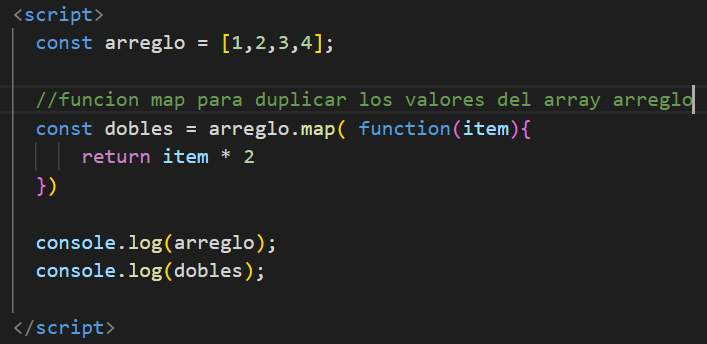 <script>
const arreglo = [1,2,3,4];
//funcion map para duplicar los valores del array arreglo
const dobles = arreglo.map( function(item){
return item * 2
})
console.log(arreglo);
console.log(dobles);
</script>